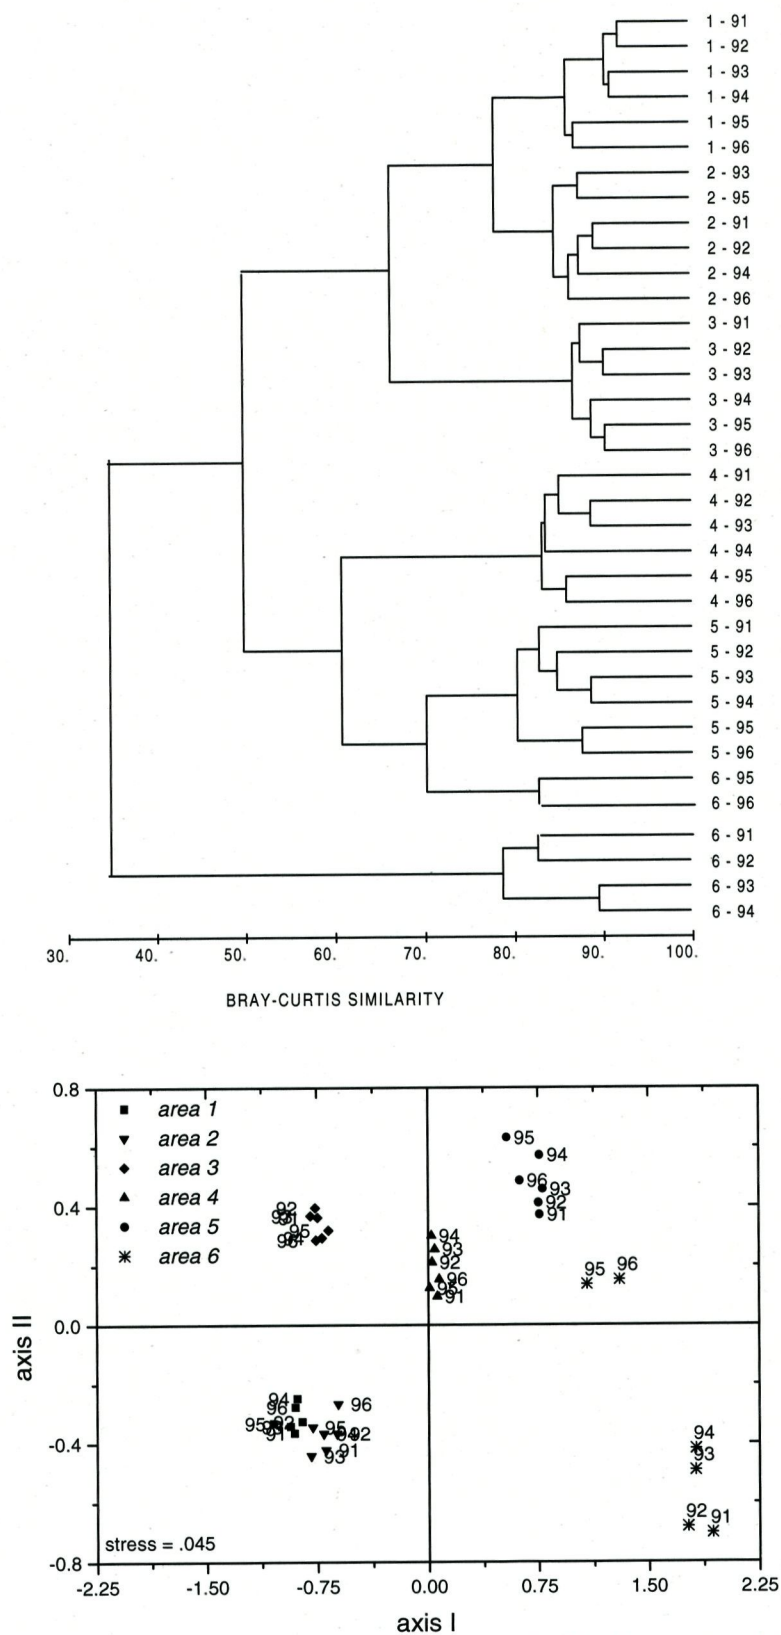 1 - 91
1 - 92
1 - 93
1 - 94
1 - 95
1 - 96
2 - 93
2 - 95
2 - 91
2 - 92
2 - 94
2 - 96
3 - 91
3 - 92
3 - 93
3 - 94
3 - 95
3 - 96
4 - 91
4 - 92
4 - 93
4 - 94
4 - 95
4 - 96
5 - 91
5 - 92
5 - 93
5 - 94
5 - 95
5 - 96
6 - 95
6 - 96
6 - 91
6 - 92
6 - 93
6 - 94
30. 40. 50. 60. 70. 80. 90. 100.
BRAY-CURTIS SIMILARITY
0.8
area 1
area 2
area 3
area 4
area 5
area 6
95
94
96
93
92
91
0.4
92
95
94
93
92
96
91
95 96
0.0
axis II
94
96
96
95
92
91
95
92
91
93
-0.4
94
93
92 91
stress = .045
-0.8
-2.25 -1.50 -0.75 0.00 0.75 1.50 2.25
axis I